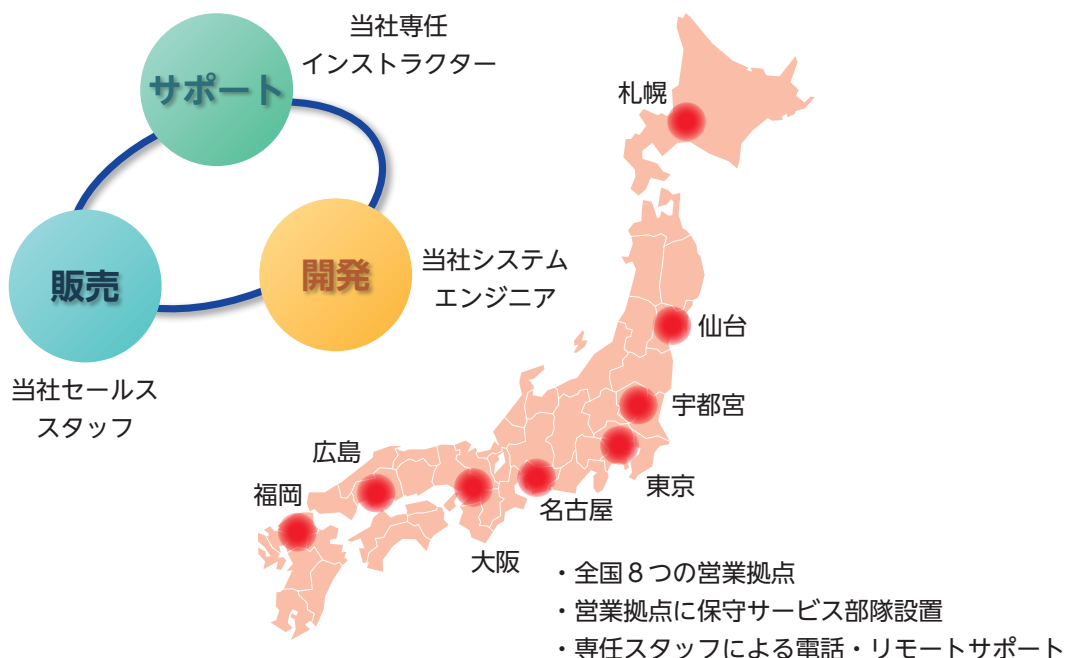 当社専任
インストラクター
サポート
開発
当社システム
エンジニア
販売
当社セールス
スタッフ
札幌
仙台
宇都宮
東京
名古屋
大阪
広島
福岡
・全国８つの営業拠点
・営業拠点に保守サービス部隊設置
・専任スタッフによる電話・リモートサポート